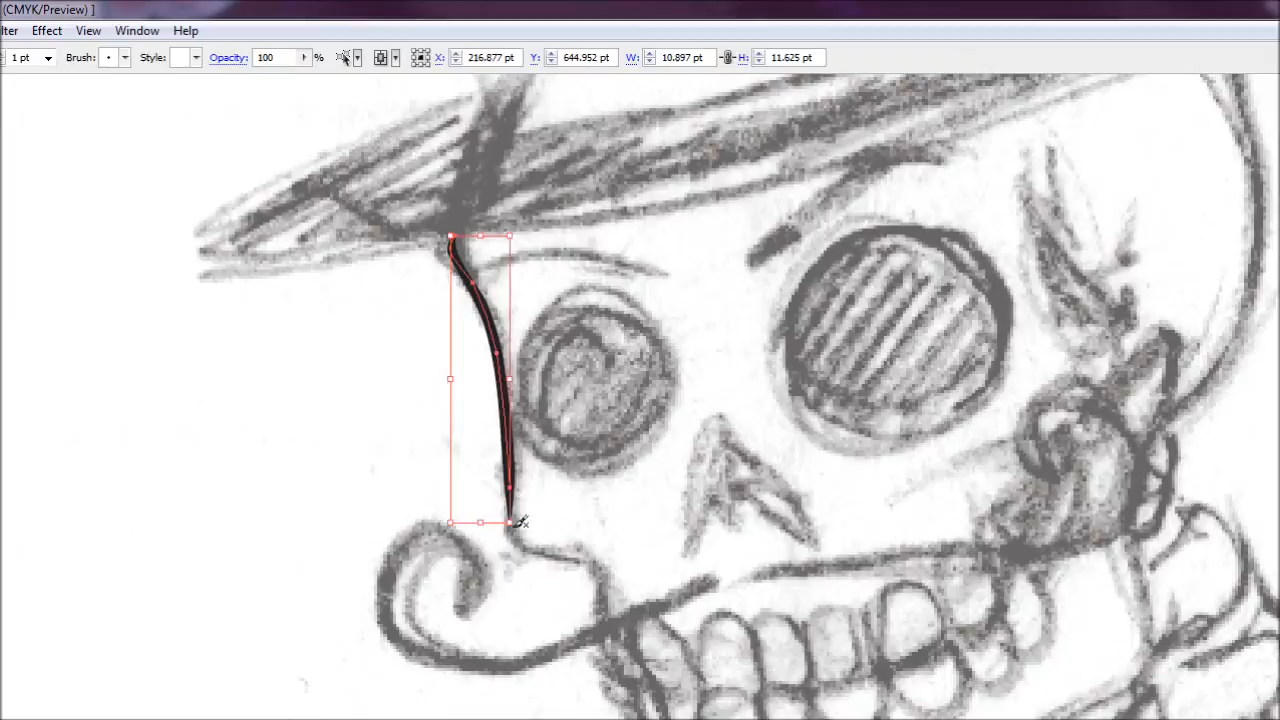 (CMYK/Preview) ]
lter Effect View Window Help
1 pt Brush: Style: Opacity: 100 % X: 216.877 pt Y: 644.952 pt W: 10.897 pt H: 11.625 pt